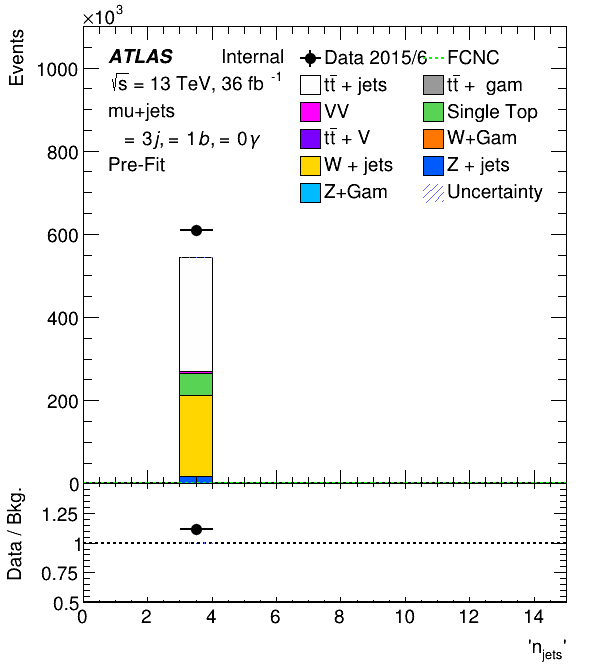 ×10³
Events
1000
800
600
400
200
0
ATLAS Internal
√s = 13 TeV, 36 fb⁻¹
mu+jets
= 3j, = 1b, = 0γ
Pre-Fit
Data 2015/6 FCNC
tt̄ + jets tt̄ + gam
VV Single Top
tt̄ + V W+Gam
W + jets Z + jets
Z+Gam Uncertainty
Data / Bkg.
1.25
1
0.75
0.5
0 2 4 6 8 10 12 14
'n_jets'